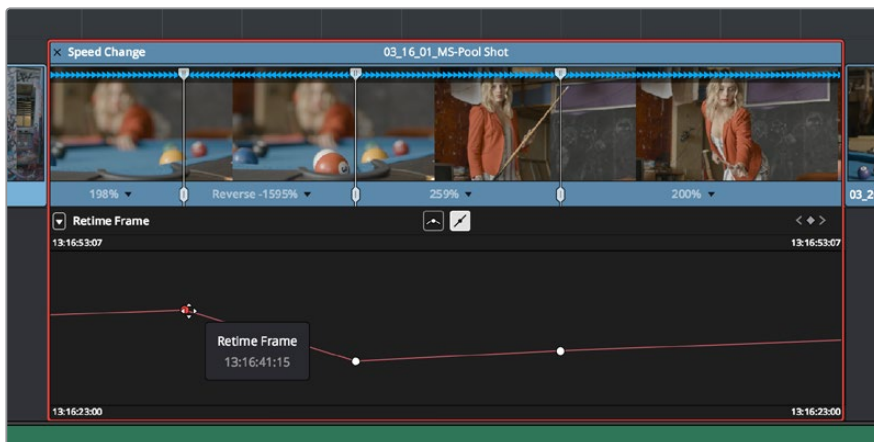 Speed Change 03_16_01_MS-Pool Shot
198% Reverse -1595% 259% 200% 03_2
Retime Frame
13:16:53:07 13:16:53:07
Retime Frame
13:16:41:15
13:16:23:00 13:16:23:00